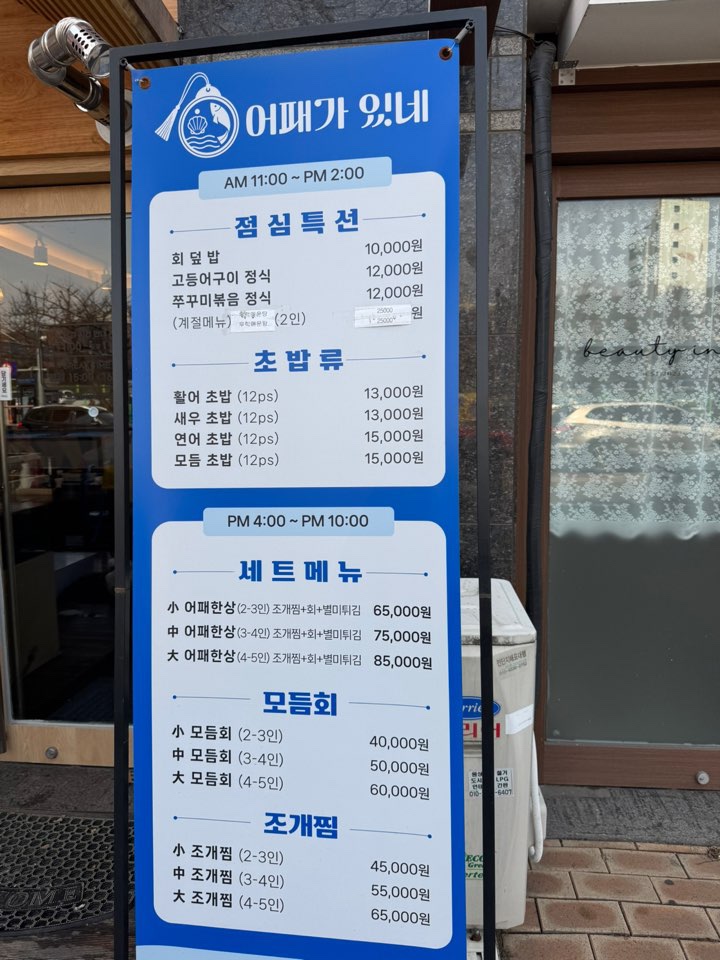 어패가 있네
AM 11:00 ~ PM 2:00
점심특선
회 덮 밥 10,000원
고등어구이 정식 12,000원
쭈꾸미볶음 정식 12,000원
(계절메뉴) (2인) 25000 원
초밥류
활어 초밥 (12ps) 13,000원
새우 초밥 (12ps) 13,000원
연어 초밥 (12ps) 15,000원
모듬 초밥 (12ps) 15,000원
PM 4:00 ~ PM 10:00
세트메뉴
小 어패한상(2-3인) 조개찜+회+별미튀김 65,000원
中 어패한상(3-4인) 조개찜+회+별미튀김 75,000원
大 어패한상(4-5인) 조개찜+회+별미튀김 85,000원
모듬회
小 모듬회 (2-3인) 40,000원
中 모듬회 (3-4인) 50,000원
大 모듬회 (4-5인) 60,000원
조개찜
小 조개찜 (2-3인) 45,000원
中 조개찜 (3-4인) 55,000원
大 조개찜 (4-5인) 65,000원
beauty in